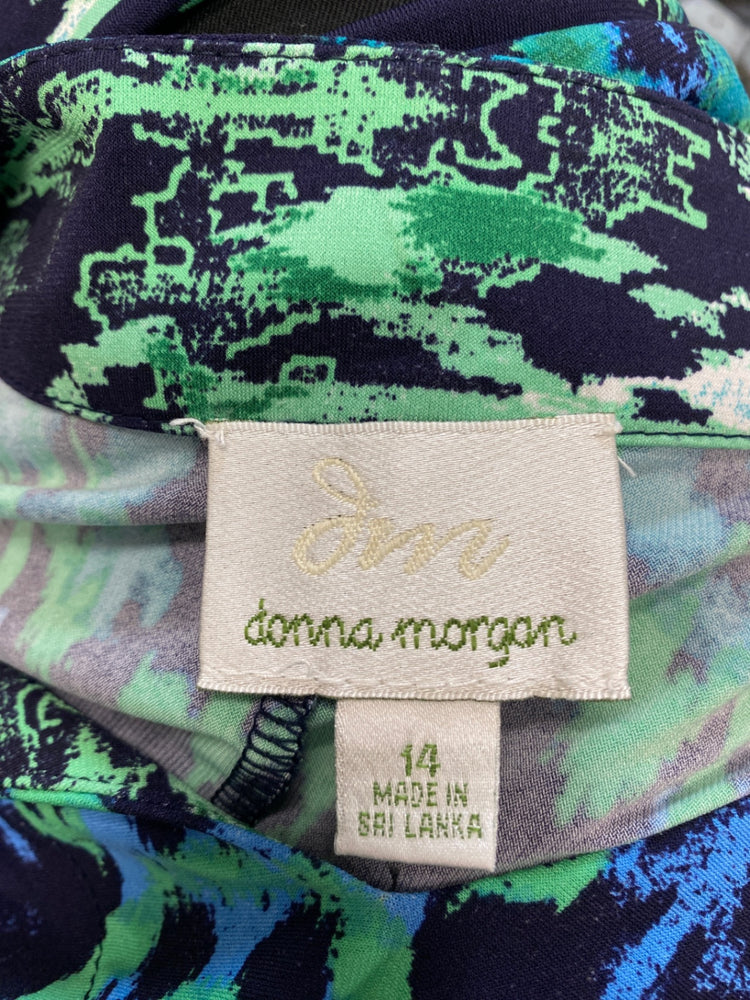 dm
donna morgan
14
MADE IN
SRI LANKA